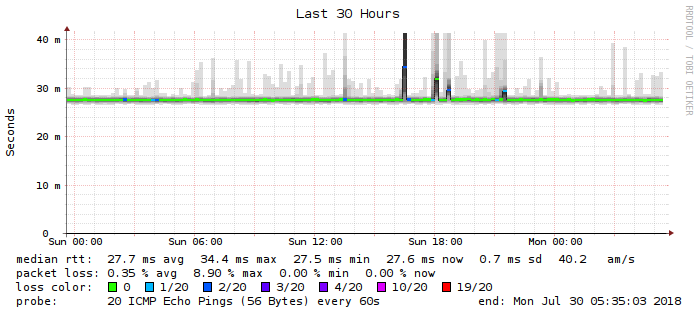 Last 30 Hours
RRDTOOL / TOBI OETIKER
Seconds
40 m
30 m
20 m
10 m
0
Sun 00:00 Sun 06:00 Sun 12:00 Sun 18:00 Mon 00:00
median rtt: 27.7 ms avg 34.4 ms max 27.5 ms min 27.6 ms now 0.7 ms sd 40.2 am/s
packet loss: 0.35 % avg 8.90 % max 0.00 % min 0.00 % now
loss color: 0 1/20 2/20 3/20 4/20 10/20 19/20
probe: 20 ICMP Echo Pings (56 Bytes) every 60s end: Mon Jul 30 05:35:03 2018